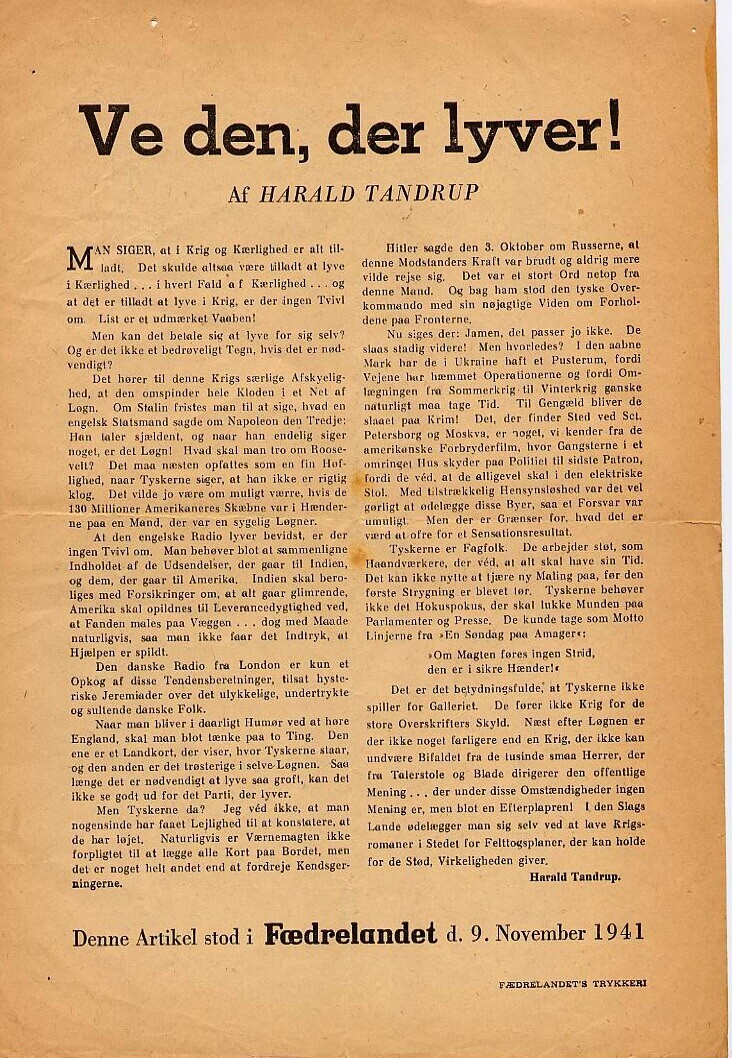 Ve den, der lyver!
Af HARALD TANDRUP
MAN SIGER, at i Krig og Kærlighed er alt til-
ladt. Det skulde altsaa være tilladt at lyve
i Kærlighed . . . i hvert Fald af Kærlighed . . . og
at det er tilladt at lyve i Krig, er der ingen Tvivl
om. List er et udmærket Vaaben!
Men kan det betale sig at lyve for sig selv?
Og er det ikke et bedrøveligt Tegn, hvis det er nød-
vendigt?
Det hører til denne Krigs særlige Afskyelig-
hed, at den omspinder hele Kloden i et Net af
Løgn. Om Stalin fristes man til at sige, hvad en
engelsk Statsmand sagde om Napoleon den Tredje:
Han taler sjældent, og naar han endelig siger
noget, er det Løgn! Hvad skal man tro om Roose-
velt? Det maa næsten opfattes som en fin Høf-
lighed, naar Tyskerne siger, at han ikke er rigtig
klog. Det vilde jo være om muligt værre, hvis de
130 Millioner Amerikaneres Skæbne var i Hænder-
ne paa en Mand, der var en sygelig Løgner.
At den engelske Radio lyver bevidst, er der
ingen Tvivl om. Man behøver blot at sammenligne
Indholdet af de Udsendelser, der gaar til Indien,
og dem, der gaar til Amerika. Indien skal bero-
liges med Forsikringer om, at alt gaar glimrende,
Amerika skal opildnes til Leverancedygtighed ved,
at Fanden males paa Væggen . . . dog med Maade
naturligvis, saa man ikke faar det Indtryk, at
Hjælpen er spildt.
Den danske Radio fra London er kun et
Opkog af disse Tendensberetninger, tilsat hyste-
riske Jeremiader over det ulykkelige, undertrykte
og sultende danske Folk.
Naar man bliver i daarligt Humør ved at høre
England, skal man blot tænke paa to Ting. Den
ene er et Landkort, der viser, hvor Tyskerne staar,
og den anden er det trøsterige i selve Løgnen. Saa
længe det er nødvendigt at lyve saa groft, kan det
ikke se godt ud for det Parti, der lyver.
Men Tyskerne da? Jeg véd ikke, at man
nogensinde har faaet Lejlighed til at konstatere, at
de har løjet. Naturligvis er Værnemagten ikke
forpligtet til at lægge alle Kort paa Bordet, men
det er noget helt andet end at fordreje Kendsger-
ningerne.
Hitler sagde den 3. Oktober om Russerne, at
denne Modstanders Kraft var brudt og aldrig mere
vilde rejse sig. Det var et stort Ord netop fra
denne Mand. Og bag ham stod den tyske Over-
kommando med sin nøjagtige Viden om Forhol-
dene paa Fronterne.
Nu siges der: Jamen, det passer jo ikke. De
slaas stadig videre! Men hvorledes? I den aabne
Mark har de i Ukraine haft et Pusterum, fordi
Vejene har hæmmet Operationerne og fordi Om-
lægningen fra Sommerkrig til Vinterkrig ganske
naturligt maa tage Tid. Til Gengæld bliver de
slaaet paa Krim! Det, der finder Sted ved Sct.
Petersborg og Moskva, er noget, vi kender fra de
amerikanske Forbryderfilm, hvor Gangsterne i et
omringet Hus skyder paa Politiet til sidste Patron,
fordi de véd, at de alligevel skal i den elektriske
Stol. Med tilstrækkelig Hensynsløshed var det vel
gørligt at ødelægge disse Byer, saa et Forsvar var
umuligt. Men der er Grænser for, hvad det er
værd at ofre for et Sensationsresultat.
Tyskerne er Fagfolk. De arbejder støt, som
Haandværkere, der véd, at alt skal have sin Tid.
Det kan ikke nytte at tjære ny Maling paa, før den
første Strygning er blevet tør. Tyskerne behøver
ikke det Hokuspokus, der skal lukke Munden paa
Parlamenter og Presse. De kunde tage som Motto
Linjerne fra »En Søndag paa Amager«:
»Om Magten føres ingen Strid,
den er i sikre Hænder!«
Det er det betydningsfulde, at Tyskerne ikke
spiller for Galleriet. De fører ikke Krig for de
store Overskrifters Skyld. Næst efter Løgnen er
der ikke noget farligere end en Krig, der ikke kan
undvære Bifaldet fra de tusinde smaa Herrer, der
fra Talerstole og Blade dirigerer den offentlige
Mening . . . der under disse Omstændigheder ingen
Mening er, men blot en Efterplapren! I den Slags
Lande ødelægger man sig selv ved at lave Krigs-
romaner i Stedet for Felttogsplaner, der kan holde
for de Stød, Virkeligheden giver.
Harald Tandrup.
Denne Artikel stod i Fædrelandet d. 9. November 1941
FÆDRELANDET'S TRYKKERI